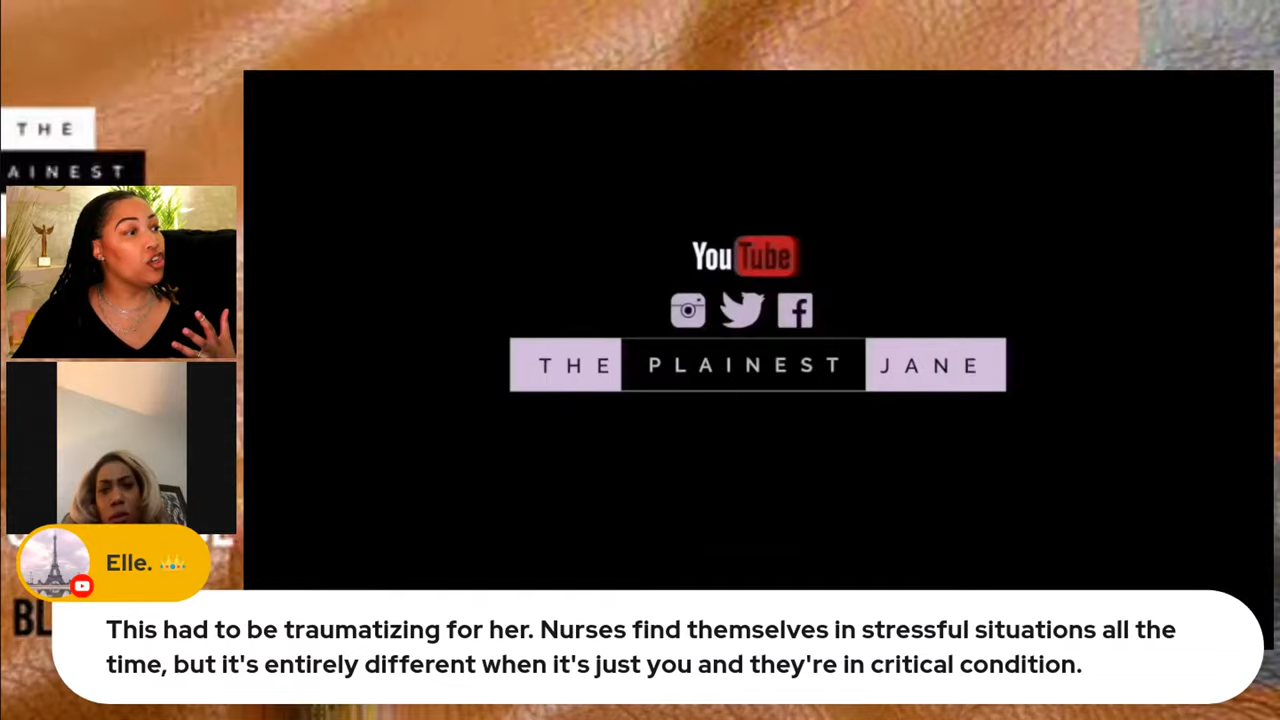 THE
AINEST
YouTube
THE PLAINEST JANE
Elle. 👑
BL
This had to be traumatizing for her. Nurses find themselves in stressful situations all the
time, but it's entirely different when it's just you and they're in critical condition.